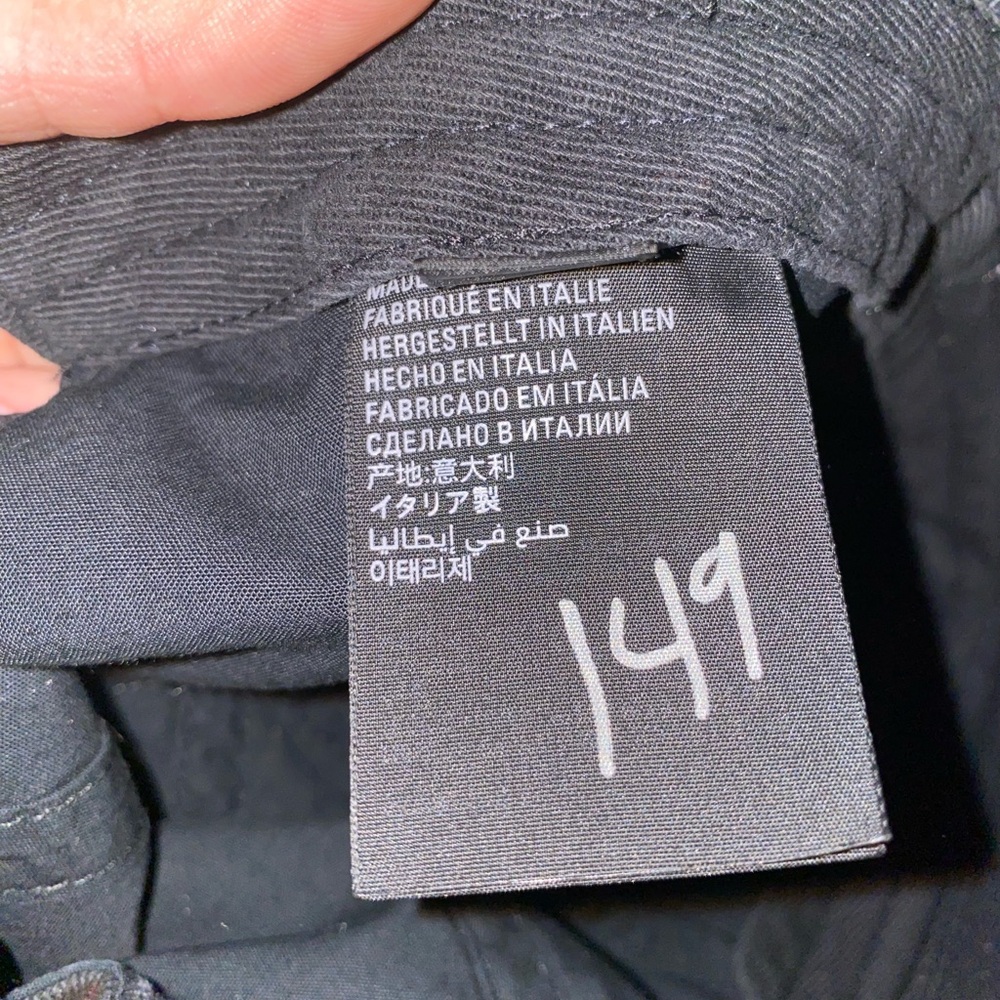 MADE
FABRIQUÉ EN ITALIE
HERGESTELLT IN ITALIEN
HECHO EN ITALIA
FABRICADO EM ITÁLIA
СДЕЛАНО В ИТАЛИИ
产地:意大利
イタリア製
صنع في إيطاليا
이태리제
149